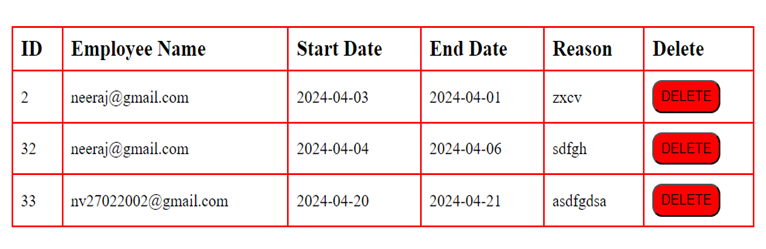 ID Employee Name Start Date End Date Reason Delete
2 neeraj@gmail.com 2024-04-03 2024-04-01 zxcv DELETE
32 neeraj@gmail.com 2024-04-04 2024-04-06 sdfgh DELETE
33 nv27022002@gmail.com 2024-04-20 2024-04-21 asdfgdsa DELETE